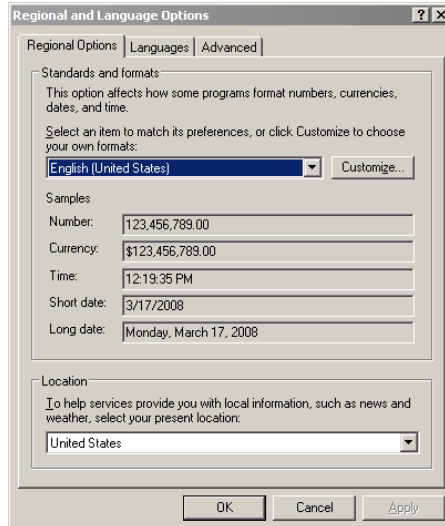 Regional and Language Options
Regional Options Languages Advanced
Standards and formats
This option affects how some programs format numbers, currencies,
dates, and time.
Select an item to match its preferences, or click Customize to choose
your own formats:
English (United States) Customize...
Samples
Number: 123,456,789.00
Currency: $123,456,789.00
Time: 12:19:35 PM
Short date: 3/17/2008
Long date: Monday, March 17, 2008
Location
To help services provide you with local information, such as news and
weather, select your present location:
United States
OK Cancel Apply